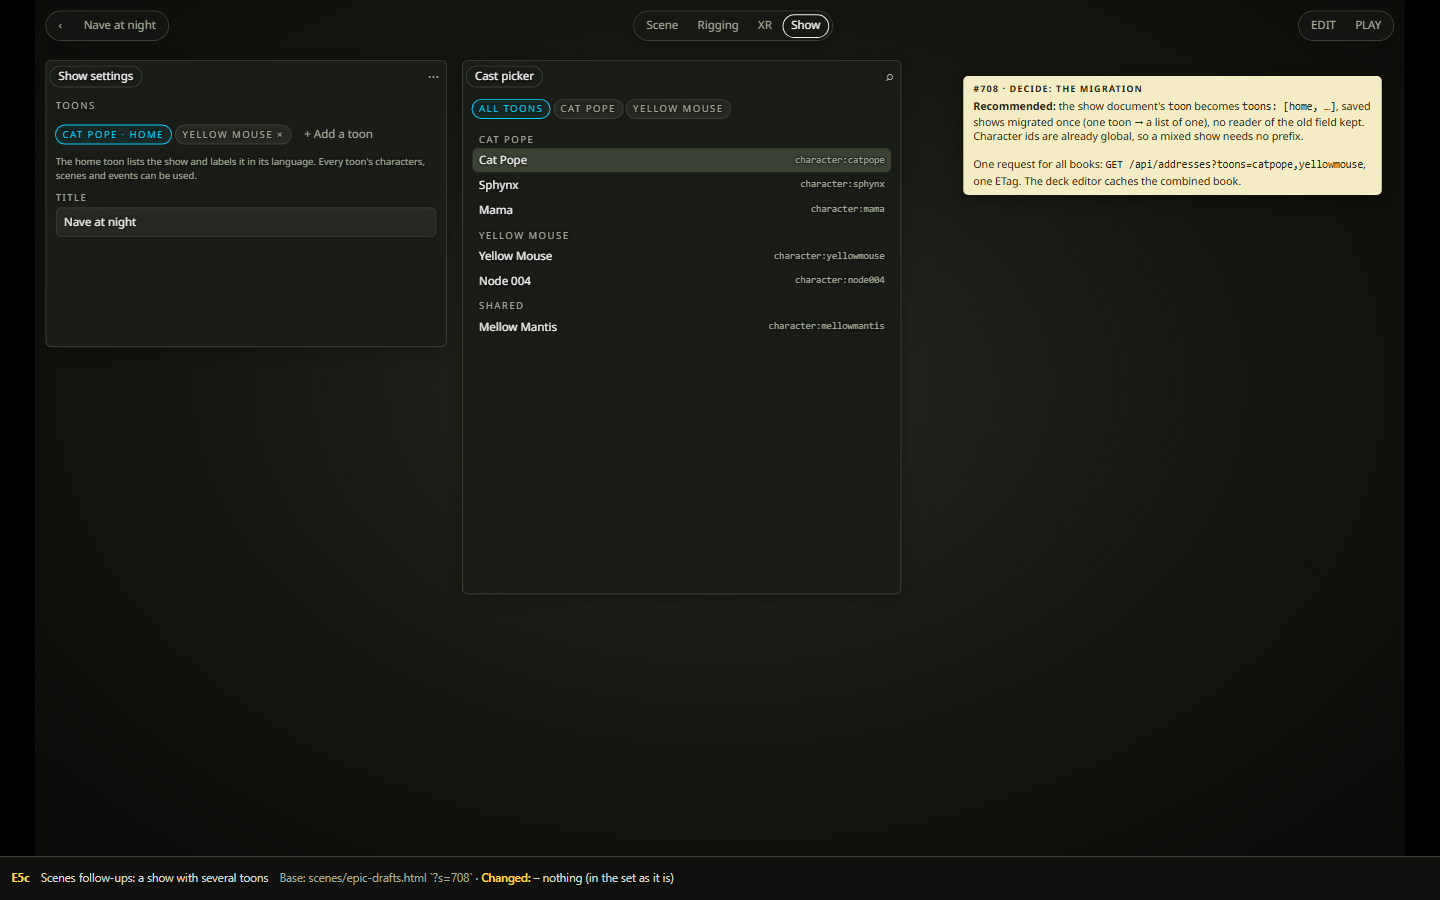 ‹ Nave at night
Scene Rigging XR Show
EDIT PLAY
Show settings ···
TOONS
CAT POPE · HOME YELLOW MOUSE × + Add a toon
The home toon lists the show and labels it in its language. Every toon's characters,
scenes and events can be used.
TITLE
Nave at night
Cast picker ⌕
ALL TOONS CAT POPE YELLOW MOUSE
CAT POPE
Cat Pope character:catpope
Sphynx character:sphynx
Mama character:mama
YELLOW MOUSE
Yellow Mouse character:yellowmouse
Node 004 character:node004
SHARED
Mellow Mantis character:mellowmantis
#708 · DECIDE: THE MIGRATION
Recommended: the show document's toon becomes toons: [home, …], saved
shows migrated once (one toon → a list of one), no reader of the old field kept.
Character ids are already global, so a mixed show needs no prefix.
One request for all books: GET /api/addresses?toons=catpope,yellowmouse,
one ETag. The deck editor caches the combined book.
E5c Scenes follow-ups: a show with several toons Base: scenes/epic-drafts.html `?s=708` · Changed: – nothing (in the set as it is)